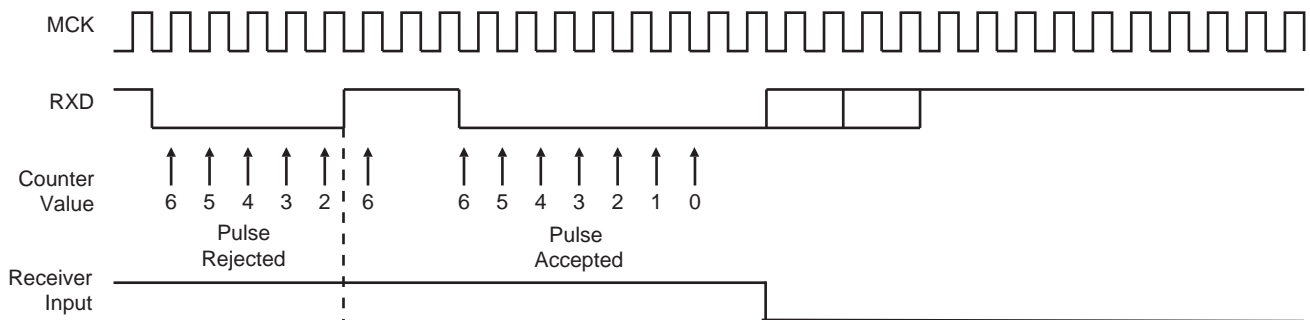 MCK
RXD
Counter
Value
6 5 4 3 2 6 6 5 4 3 2 1 0
Pulse
Rejected
Pulse
Accepted
Receiver
Input